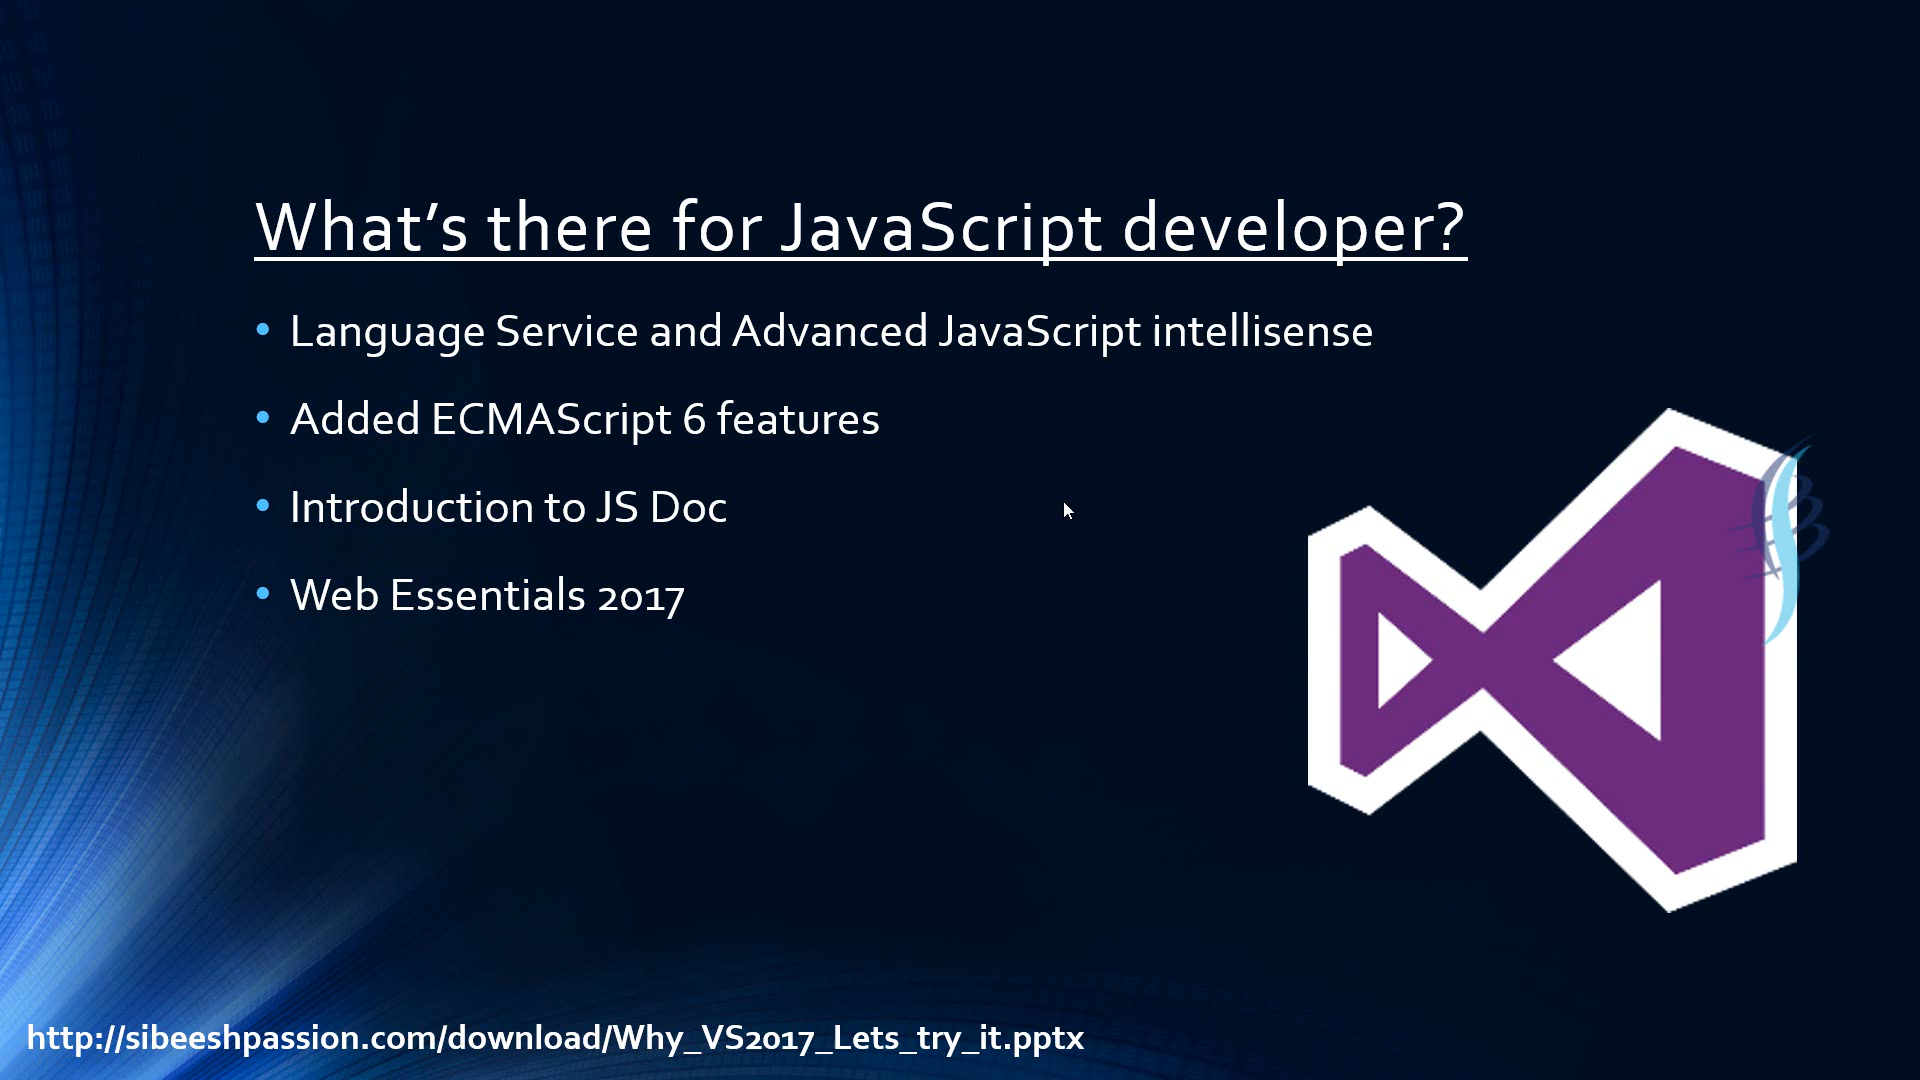 What’s there for JavaScript developer?
• Language Service and Advanced JavaScript intellisense
• Added ECMAScript 6 features
• Introduction to JS Doc
• Web Essentials 2017
http://sibeeshpassion.com/download/Why_VS2017_Lets_try_it.pptx